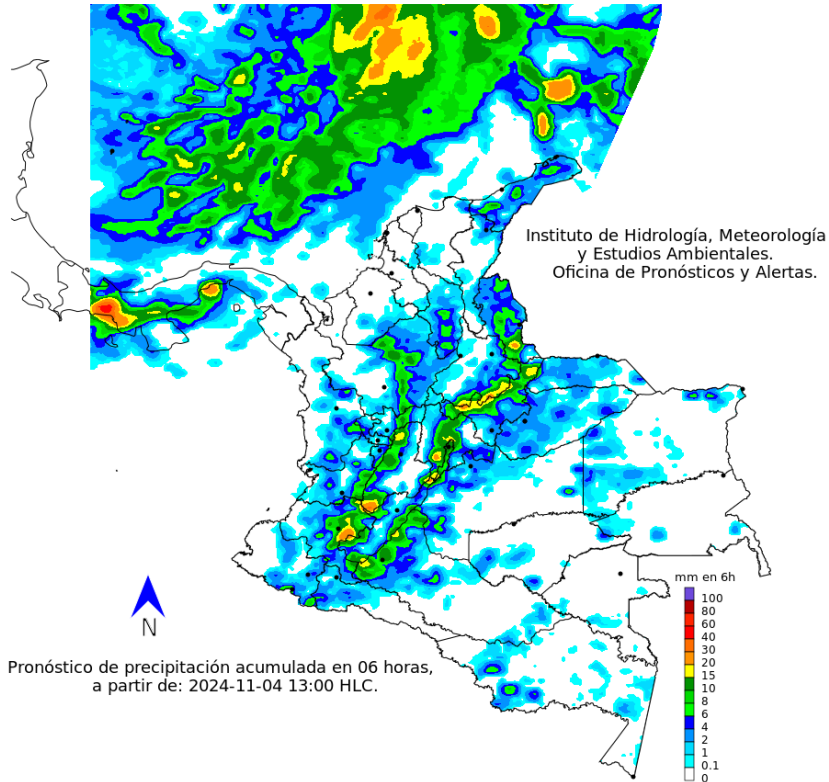 Instituto de Hidrología, Meteorología
y Estudios Ambientales.
Oficina de Pronósticos y Alertas.
mm en 6h
100
80
60
40
30
20
15
10
8
6
4
2
1
0.1
0
N
Pronóstico de precipitación acumulada en 06 horas,
a partir de: 2024-11-04 13:00 HLC.